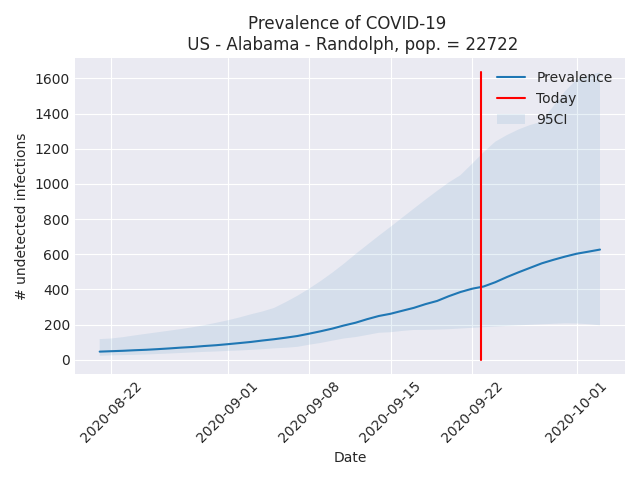 Prevalence of COVID-19
US - Alabama - Randolph, pop. = 22722
Prevalence
Today
95CI
# undetected infections
1600
1400
1200
1000
800
600
400
200
0
2020-08-22
2020-09-01
2020-09-08
2020-09-15
2020-09-22
2020-10-01
Date